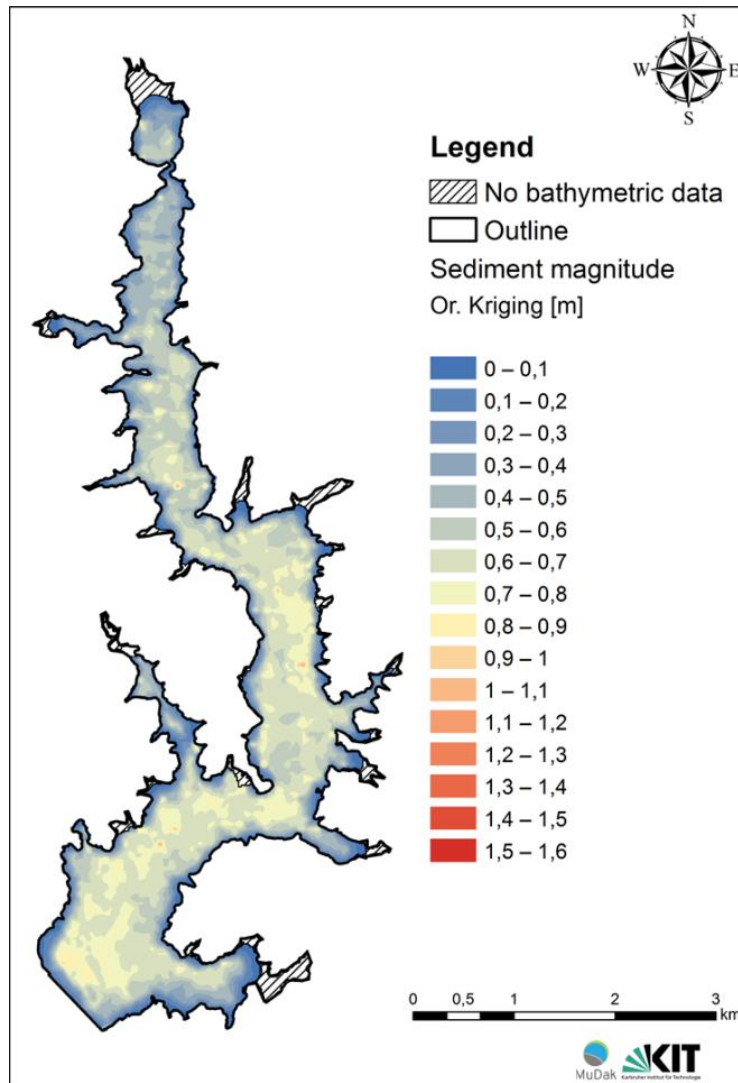 N
W E
S
Legend
No bathymetric data
Outline
Sediment magnitude
Or. Kriging [m]
0 – 0,1
0,1 – 0,2
0,2 – 0,3
0,3 – 0,4
0,4 – 0,5
0,5 – 0,6
0,6 – 0,7
0,7 – 0,8
0,8 – 0,9
0,9 – 1
1 – 1,1
1,1 – 1,2
1,2 – 1,3
1,3 – 1,4
1,4 – 1,5
1,5 – 1,6
0 0,5 1 2 3
km
MuDak
KIT
Karlsruher Institut für Technologie